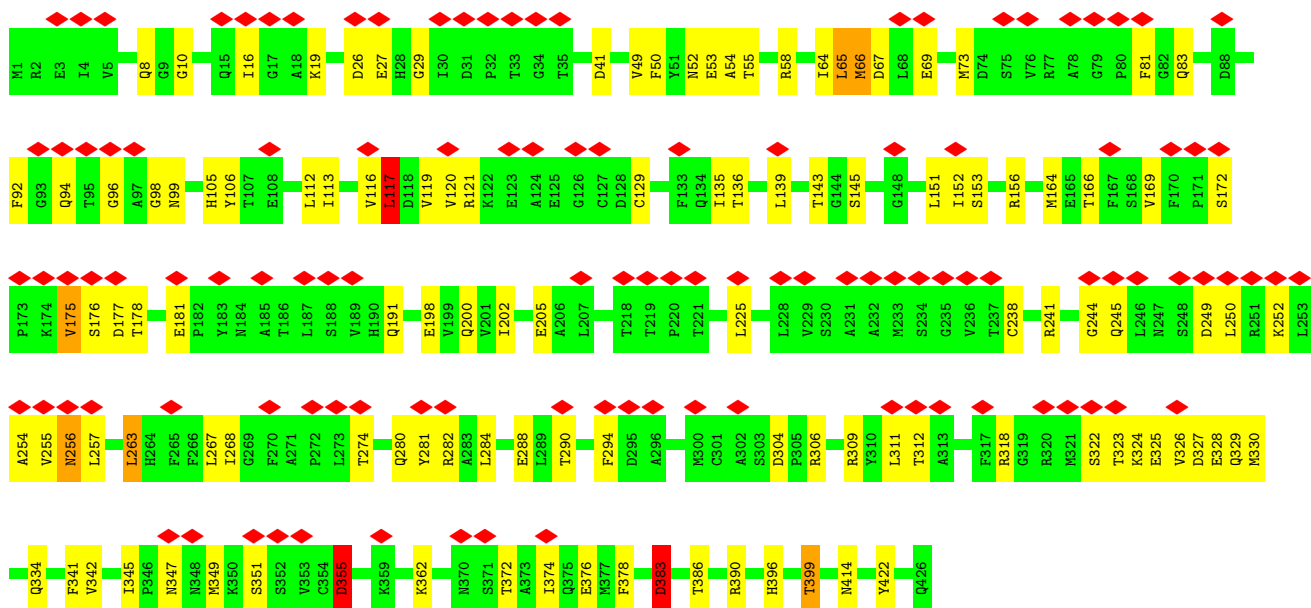 M1 R2 E3 I4 V5 Q8 G9 G10 Q15 I16 G17 A18 K19 D26 E27 H28 G29 I30 D31 P32 T33 G34 T35 D41 V49 F50 Y51 N52 E53 A54 T55 R58 I64 L65 M66 D67 L68 E69 M73 D74 S75 V76 R77 A78 G79 P80 F81 G82 Q83 D88
F92 G93 Q94 T95 G96 A97 G98 N99 H105 Y106 T107 E108 L112 I113 V116 L117 D118 V119 V120 R121 K122 E123 A124 E125 G126 C127 D128 C129 F133 Q134 I135 T136 L139 T143 G144 S145 G148 L151 I152 S153 R156 M164 E165 T166 F167 S168 V169 F170 P171 S172
P173 K174 V175 S176 D177 T178 E181 P182 Y183 N184 A185 T186 L187 S188 V189 H190 Q191 E198 V199 Q200 V201 I202 E205 A206 L207 T218 T219 P220 T221 L225 L228 V229 S230 A231 A232 M233 S234 G235 V236 T237 C238 R241 G244 Q245 L246 N247 S248 D249 L250 R251 K252 L253
A254 V255 N256 L257 L263 H264 F265 F266 L267 I268 G269 F270 A271 P272 L273 T274 Q280 Y281 R282 A283 L284 E288 L289 T290 F294 D295 A296 M300 C301 A302 S303 D304 P305 R306 R309 Y310 L311 T312 A313 F317 R318 G319 R320 M321 S322 T323 K324 E325 V326 D327 E328 Q329 M330
Q334 F341 V342 I345 P346 N347 N348 M349 K350 S351 S352 V353 C354 D355 K359 K362 N370 S371 T372 A373 I374 Q375 E376 M377 F378 D383 T386 R390 H396 T399 N414 Y422 Q426